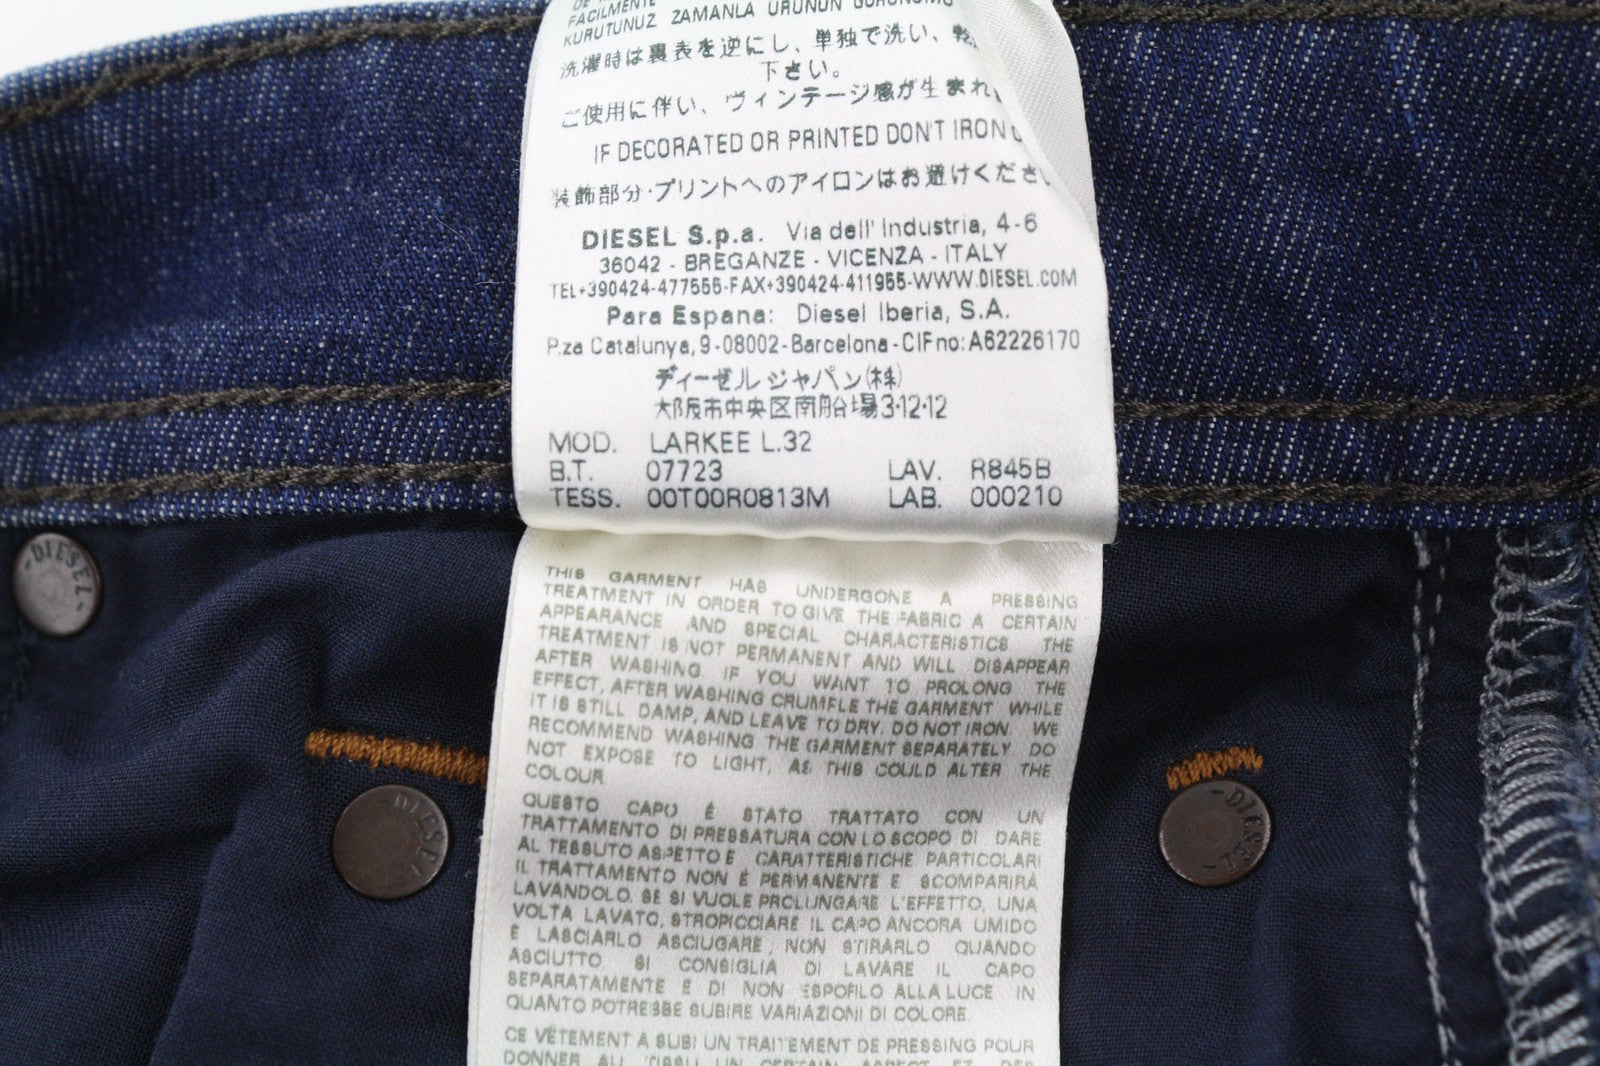 FACILMENTE
KURUTUNUZ ZAMANLA ÜRÜNÜN
洗濯時は裏表を逆にし、単独で洗い、乾
下さい。
ご使用に伴い、ヴィンテージ感が生まれ
IF DECORATED OR PRINTED DON'T IRON
装飾部分・プリントへのアイロンはお避けくださ
DIESEL S.p.a. Via dell' Industria, 4-6
36042 - BREGANZE - VICENZA - ITALY
TEL+390424-477555-FAX+390424-411955-WWW.DIESEL.COM
Para Espana: Diesel Iberia, S.A.
P.za Catalunya, 9-08002-Barcelona-CIF no: A62226170
ディーゼル ジャパン(株)
大阪市中央区南船台場3-12-12
MOD. LARKEE L.32
B.T. 07723 LAV. R845B
TESS. 00T00R0813M LAB. 000210
THIS GARMENT HAS UNDERGONE A PRESSING
TREATMENT IN ORDER TO GIVE THE FABRIC A CERTAIN
APPEARANCE AND SPECIAL CHARACTERISTICS THE
TREATMENT IS NOT PERMANENT AND WILL DISAPPEAR
AFTER WASHING IF YOU WANT TO PROLONG THE
EFFECT, AFTER WASHING CRUMPLE THE GARMENT WHILE
IT IS STILL DAMP, AND LEAVE TO DRY. DO NOT IRON. WE
RECOMMEND WASHING THE GARMENT SEPARATELY DO
NOT EXPOSE TO LIGHT, AS THIS COULD ALTER THE
COLOUR
QUESTO CAPO È STATO TRATTATO CON UN
TRATTAMENTO DI PRESSATURA CON LO SCOPO DI DARE
AL TESSUTO ASPETTO E CARATTERISTICHE PARTICOLARI
IL TRATTAMENTO NON È PERMANENTE E SCOMPARIRÀ
LAVANDOLO. SE SI VUOLE PROLUNGARE L'EFFETTO, UNA
VOLTA LAVATO, STROPICCIARE IL CAPO ANCORA UMIDO
E LASCIARLO ASCIUGARE; NON STIRARLO QUANDO
ASCIUTTO SI CONSIGLIA DI LAVARE IL CAPO
SEPARATAMENTE E DI NON ESPORLO ALLA LUCE IN
QUANTO POTREBBE SUBIRE VARIAZIONI DI COLORE
CE VÊTEMENT A SUBI UN TRAITEMENT DE PRESSING POUR
DONNER AU TISSU UN CERTAIN ASPECT ET DES
DIESEL
DIESEL
DIESEL